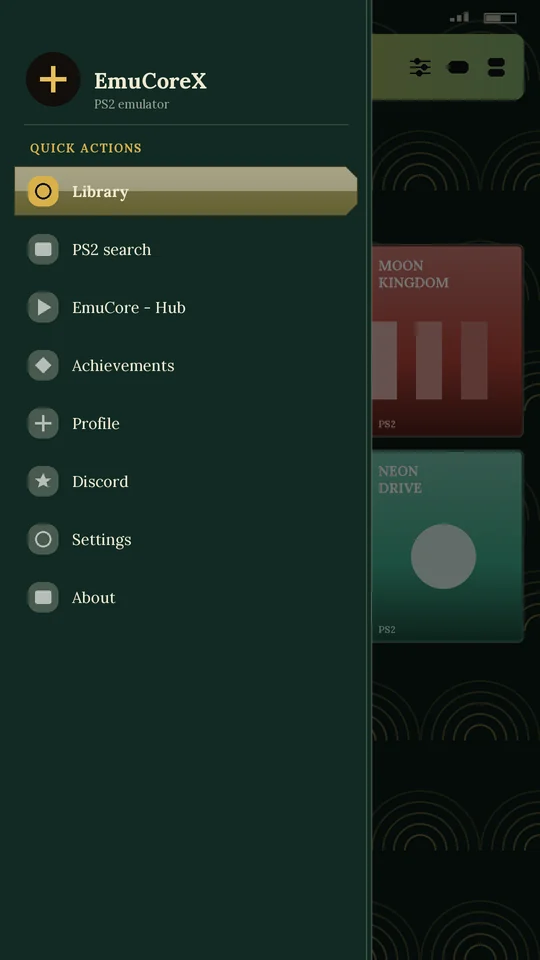 EmuCoreX
PS2 emulator
QUICK ACTIONS
Library
PS2 search
EmuCore - Hub
Achievements
Profile
Discord
Settings
About
MOON
KINGDOM
PS2
NEON
DRIVE
PS2